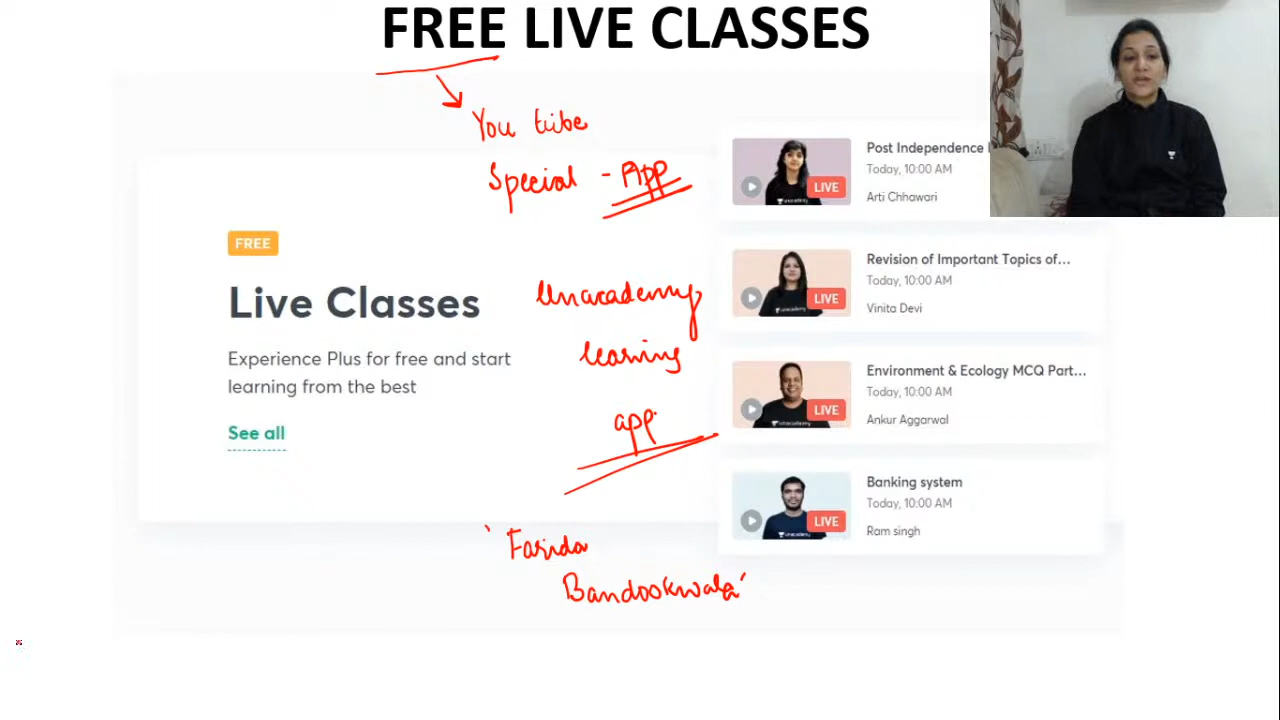 FREE LIVE CLASSES
You tibe
Special - App
FREE
Live Classes
Experience Plus for free and start
learning from the best
See all
Unacademy
learning
app
'Farida
Bandookwala'
Post Independence
Today, 10:00 AM
Arti Chhawari
LIVE
Revision of Important Topics of...
Today, 10:00 AM
Vinita Devi
LIVE
Environment & Ecology MCQ Part...
Today, 10:00 AM
Ankur Aggarwal
LIVE
Banking system
Today, 10:00 AM
Ram singh
LIVE